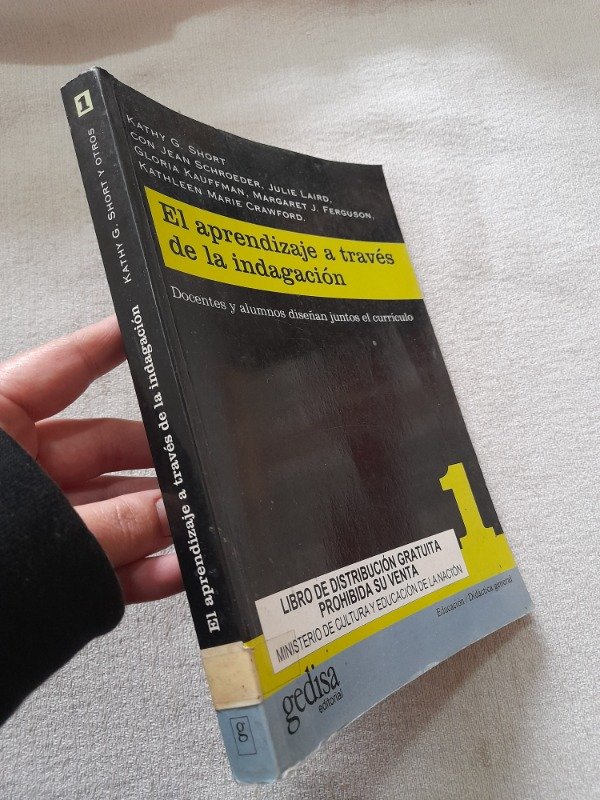 KATHY G. SHORT
CON JEAN SCHROEDER, JULIE LAIRD,
GLORIA KAUFFMAN, MARGARET J. FERGUSON,
KATHLEEN MARIE CRAWFORD.
El aprendizaje a través
de la indagación
Docentes y alumnos diseñan juntos el currículo
1
LIBRO DE DISTRIBUCIÓN GRATUITA
PROHIBIDA SU VENTA
MINISTERIO DE CULTURA Y EDUCACIÓN DE LA NACIÓN
Educación - Didáctica general
gedisa
editorial
1
KATHY G. SHORT Y OTROS
El aprendizaje a través de la indagación
g